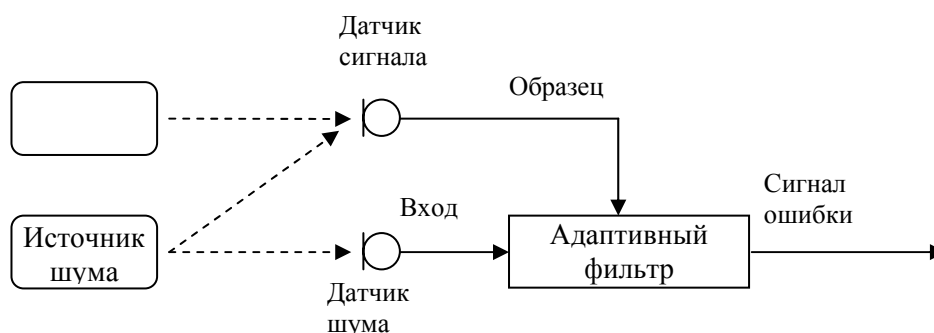 Датчик
сигнала
Образец
Сигнал
ошибки
Вход
Источник
шума
Адаптивный
фильтр
Датчик
шума